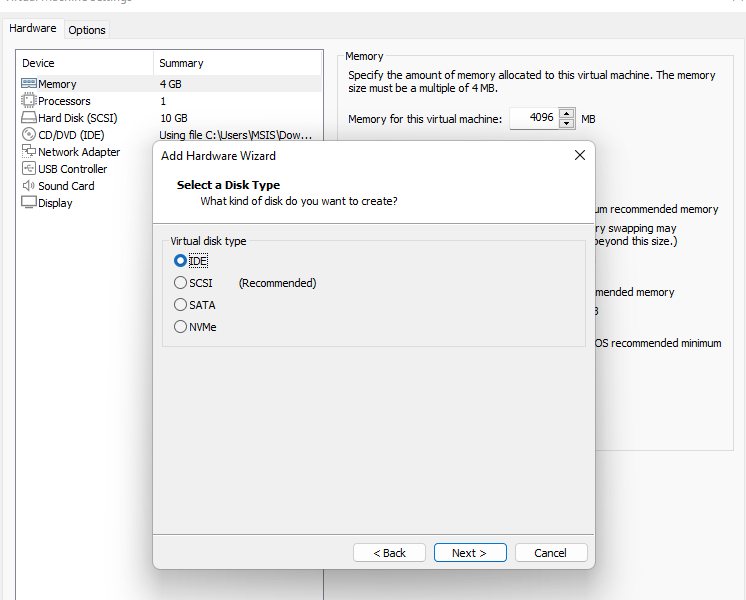 Virtual Machine Settings
Hardware
Options
Device Summary
Memory 4 GB
Processors 1
Hard Disk (SCSI) 10 GB
CD/DVD (IDE) Using file C:\Users\MSIS\Dow...
Network Adapter
USB Controller
Sound Card
Display
Memory
Specify the amount of memory allocated to this virtual machine. The memory
size must be a multiple of 4 MB.
Memory for this virtual machine: 4096 MB
um recommended memory
ry swapping may
beyond this size.)
mended memory
OS recommended minimum
Add Hardware Wizard
Select a Disk Type
What kind of disk do you want to create?
Virtual disk type
IDE
SCSI (Recommended)
SATA
NVMe
< Back
Next >
Cancel